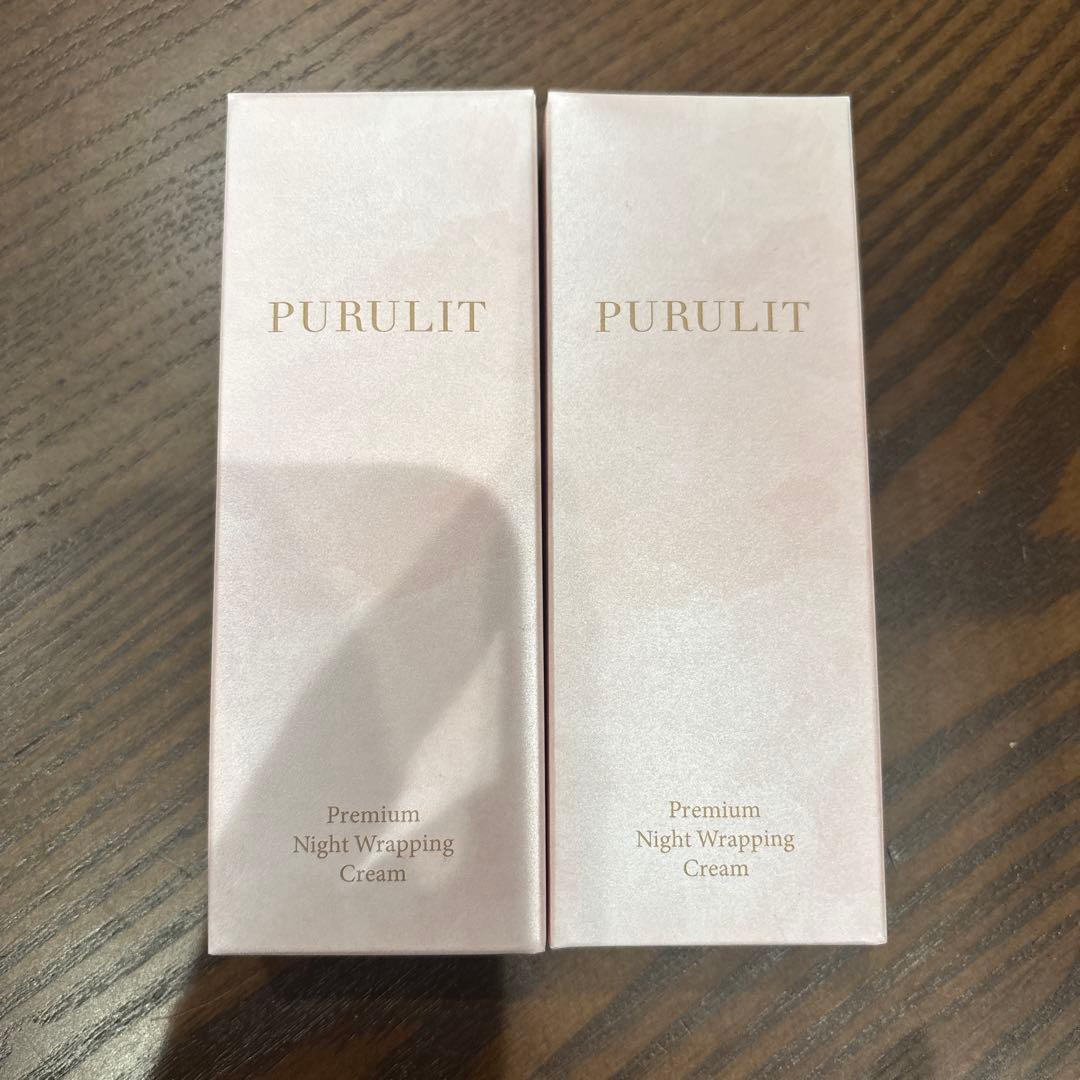 PURULIT
Premium
Night Wrapping
Cream
PURULIT
Premium
Night Wrapping
Cream